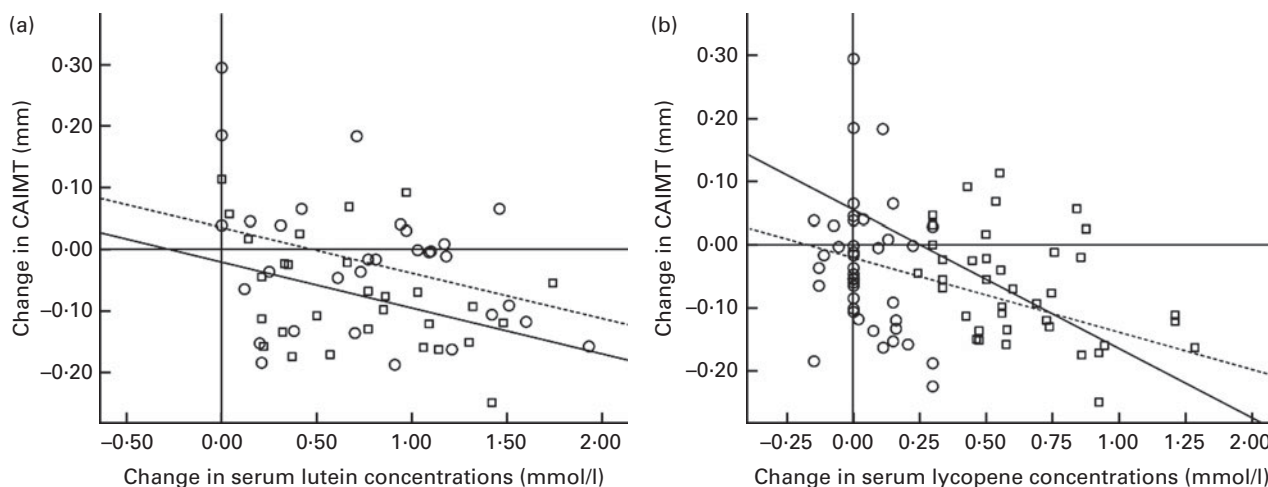 (a)
0·30
0·20
0·10
0·00
−0·10
−0·20
Change in CAIMT (mm)
−0·50 0·00 0·50 1·00 1·50 2·00
Change in serum lutein concentrations (mmol/l)
(b)
0·30
0·20
0·10
0·00
−0·10
−0·20
Change in CAIMT (mm)
−0·25 0·00 0·25 0·50 0·75 1·00 1·25 2·00
Change in serum lycopene concentrations (mmol/l)